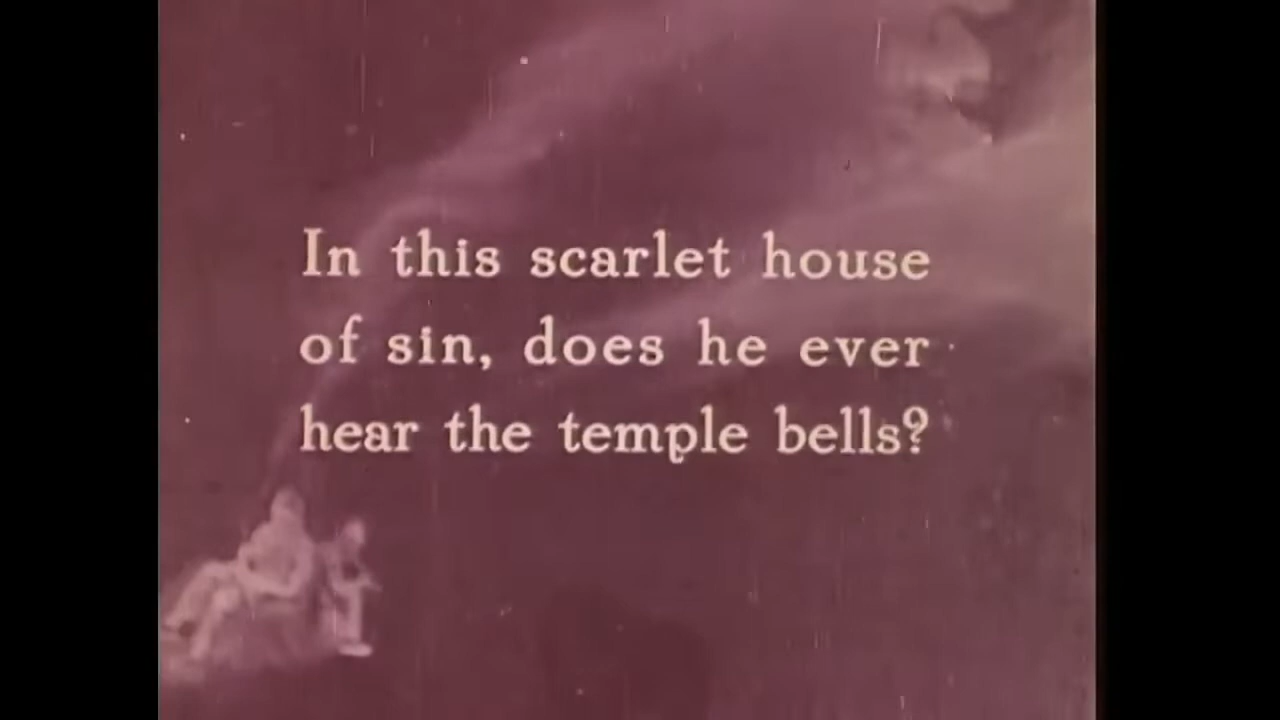 In this scarlet house
of sin, does he ever
hear the temple bells?